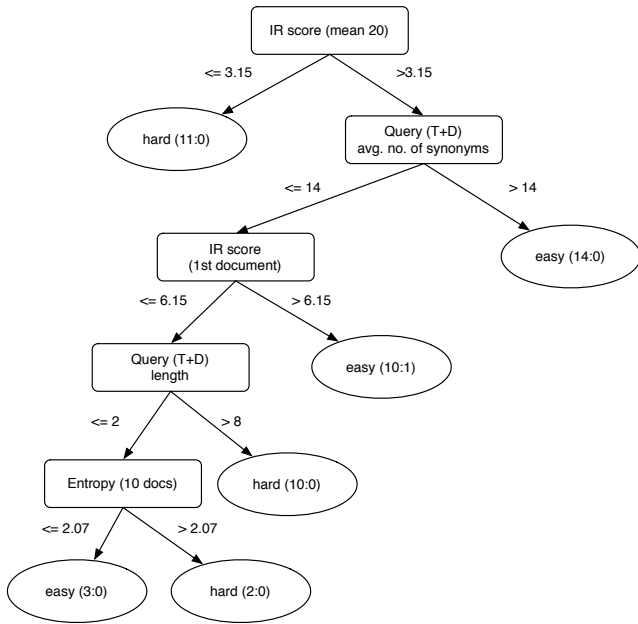 IR score (mean 20)
<= 3.15
>3.15
hard (11:0)
Query (T+D)
avg. no. of synonyms
<= 14
> 14
IR score
(1st document)
easy (14:0)
<= 6.15
> 6.15
Query (T+D)
length
easy (10:1)
<= 2
> 8
Entropy (10 docs)
hard (10:0)
<= 2.07
> 2.07
easy (3:0)
hard (2:0)